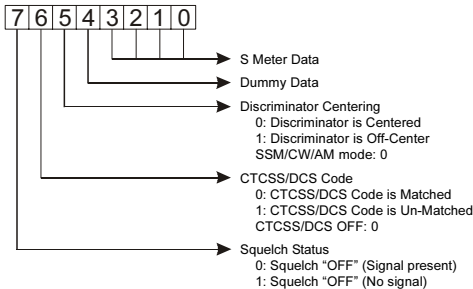 7 6 5 4 3 2 1 0
S Meter Data
Dummy Data
Discriminator Centering
0: Discriminator is Centered
1: Discriminator is Off-Center
SSM/CW/AM mode: 0
CTCSS/DCS Code
0: CTCSS/DCS Code is Matched
1: CTCSS/DCS Code is Un-Matched
CTCSS/DCS OFF: 0
Squelch Status
0: Squelch “OFF” (Signal present)
1: Squelch “OFF” (No signal)